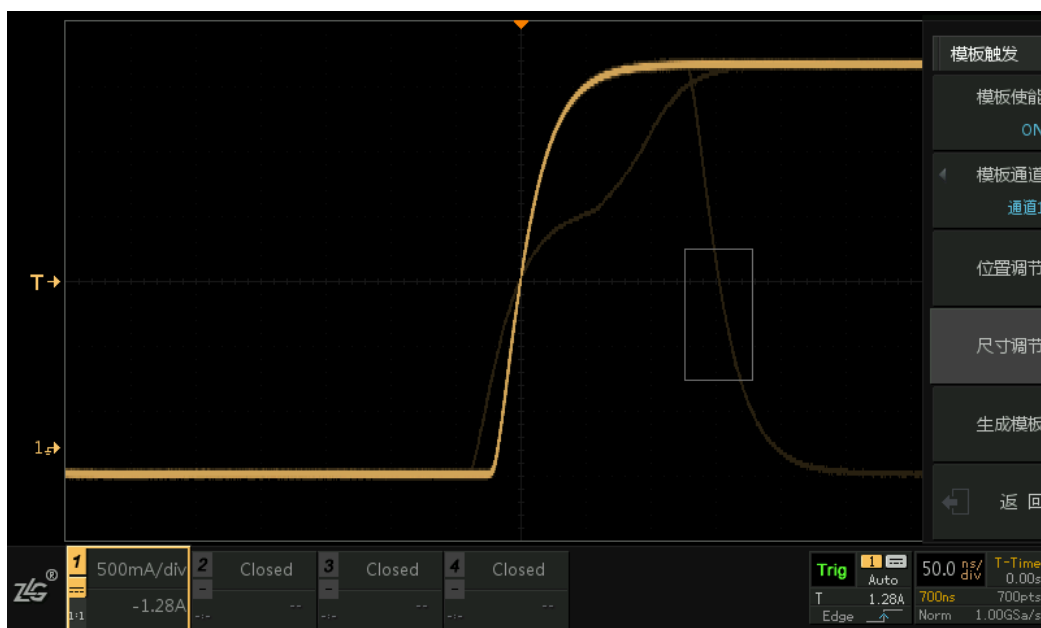 模板触发
模板使能
ON
模板通道
通道1
T
位置调节
尺寸调节
1
生成模板
返 回
ZLG®
1 500mA/div
1:1 -1.28A
2 Closed
-:- --
3 Closed
-:- --
4 Closed
-:- --
Trig 1 Auto
T 1.28A
Edge
50.0 ns/div T-Time 0.00s
700ns 700pts
Norm 1.00GSa/s